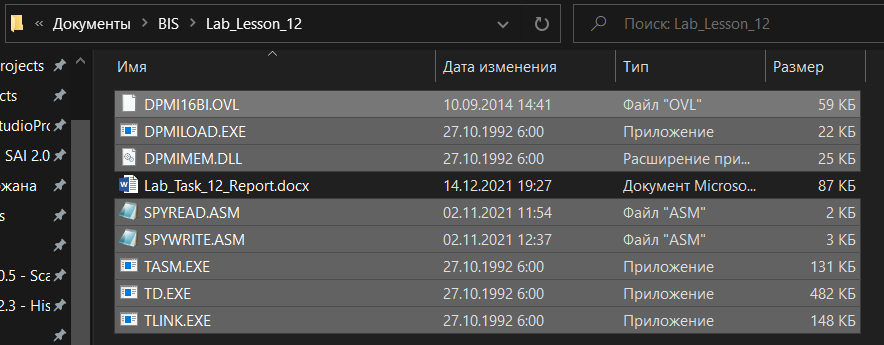 « Документы > BIS > Lab_Lesson_12 Поиск: Lab_Lesson_12
Имя Дата изменения Тип Размер
rojects
cts
tudioPro
SAI 2.0
жана
s
0.5 - Sca
2.3 - His
DPMI16BI.OVL 10.09.2014 14:41 Файл "OVL" 59 КБ
DPMILOAD.EXE 27.10.1992 6:00 Приложение 22 КБ
DPMIMEM.DLL 27.10.1992 6:00 Расширение при... 25 КБ
Lab_Task_12_Report.docx 14.12.2021 19:27 Документ Microso... 87 КБ
SPYREAD.ASM 02.11.2021 11:54 Файл "ASM" 2 КБ
SPYWRITE.ASM 02.11.2021 12:37 Файл "ASM" 3 КБ
TASM.EXE 27.10.1992 6:00 Приложение 131 КБ
TD.EXE 27.10.1992 6:00 Приложение 482 КБ
TLINK.EXE 27.10.1992 6:00 Приложение 148 КБ